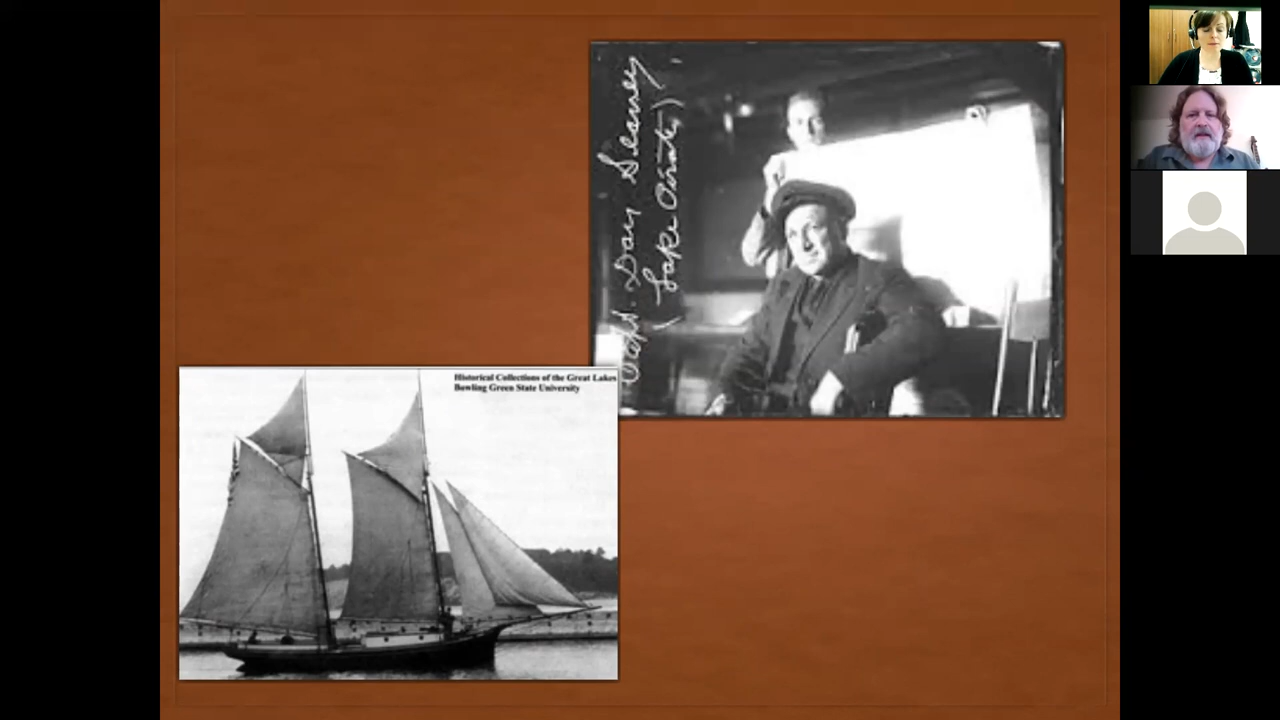 Capt. Dan Seavey
(Lake Pirate)
Historical Collections of the Great Lakes
Bowling Green State University